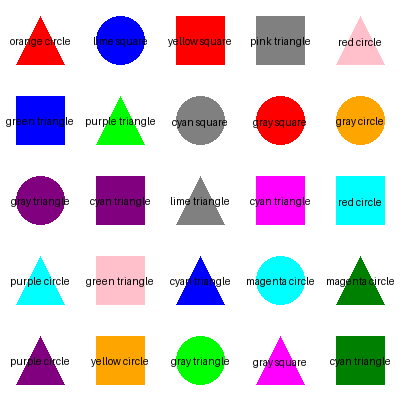 orange circle lime square yellow square pink triangle red circle
green triangle purple triangle cyan square gray square gray circle
gray triangle cyan triangle lime triangle cyan triangle red circle
purple circle green triangle cyan triangle magenta circle magenta circle
purple circle yellow circle gray triangle gray square cyan triangle